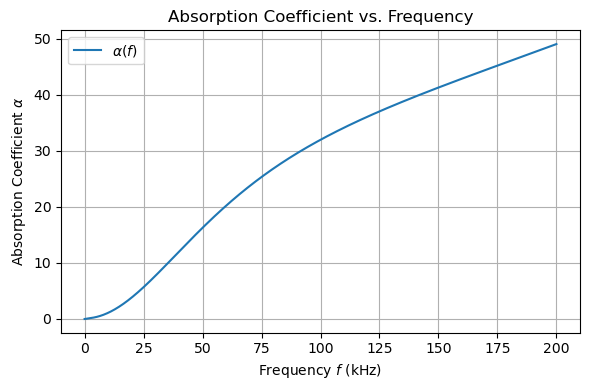 Absorption Coefficient vs. Frequency
α(f)
Absorption Coefficient α
50
40
30
20
10
0
0 25 50 75 100 125 150 175 200
Frequency f (kHz)